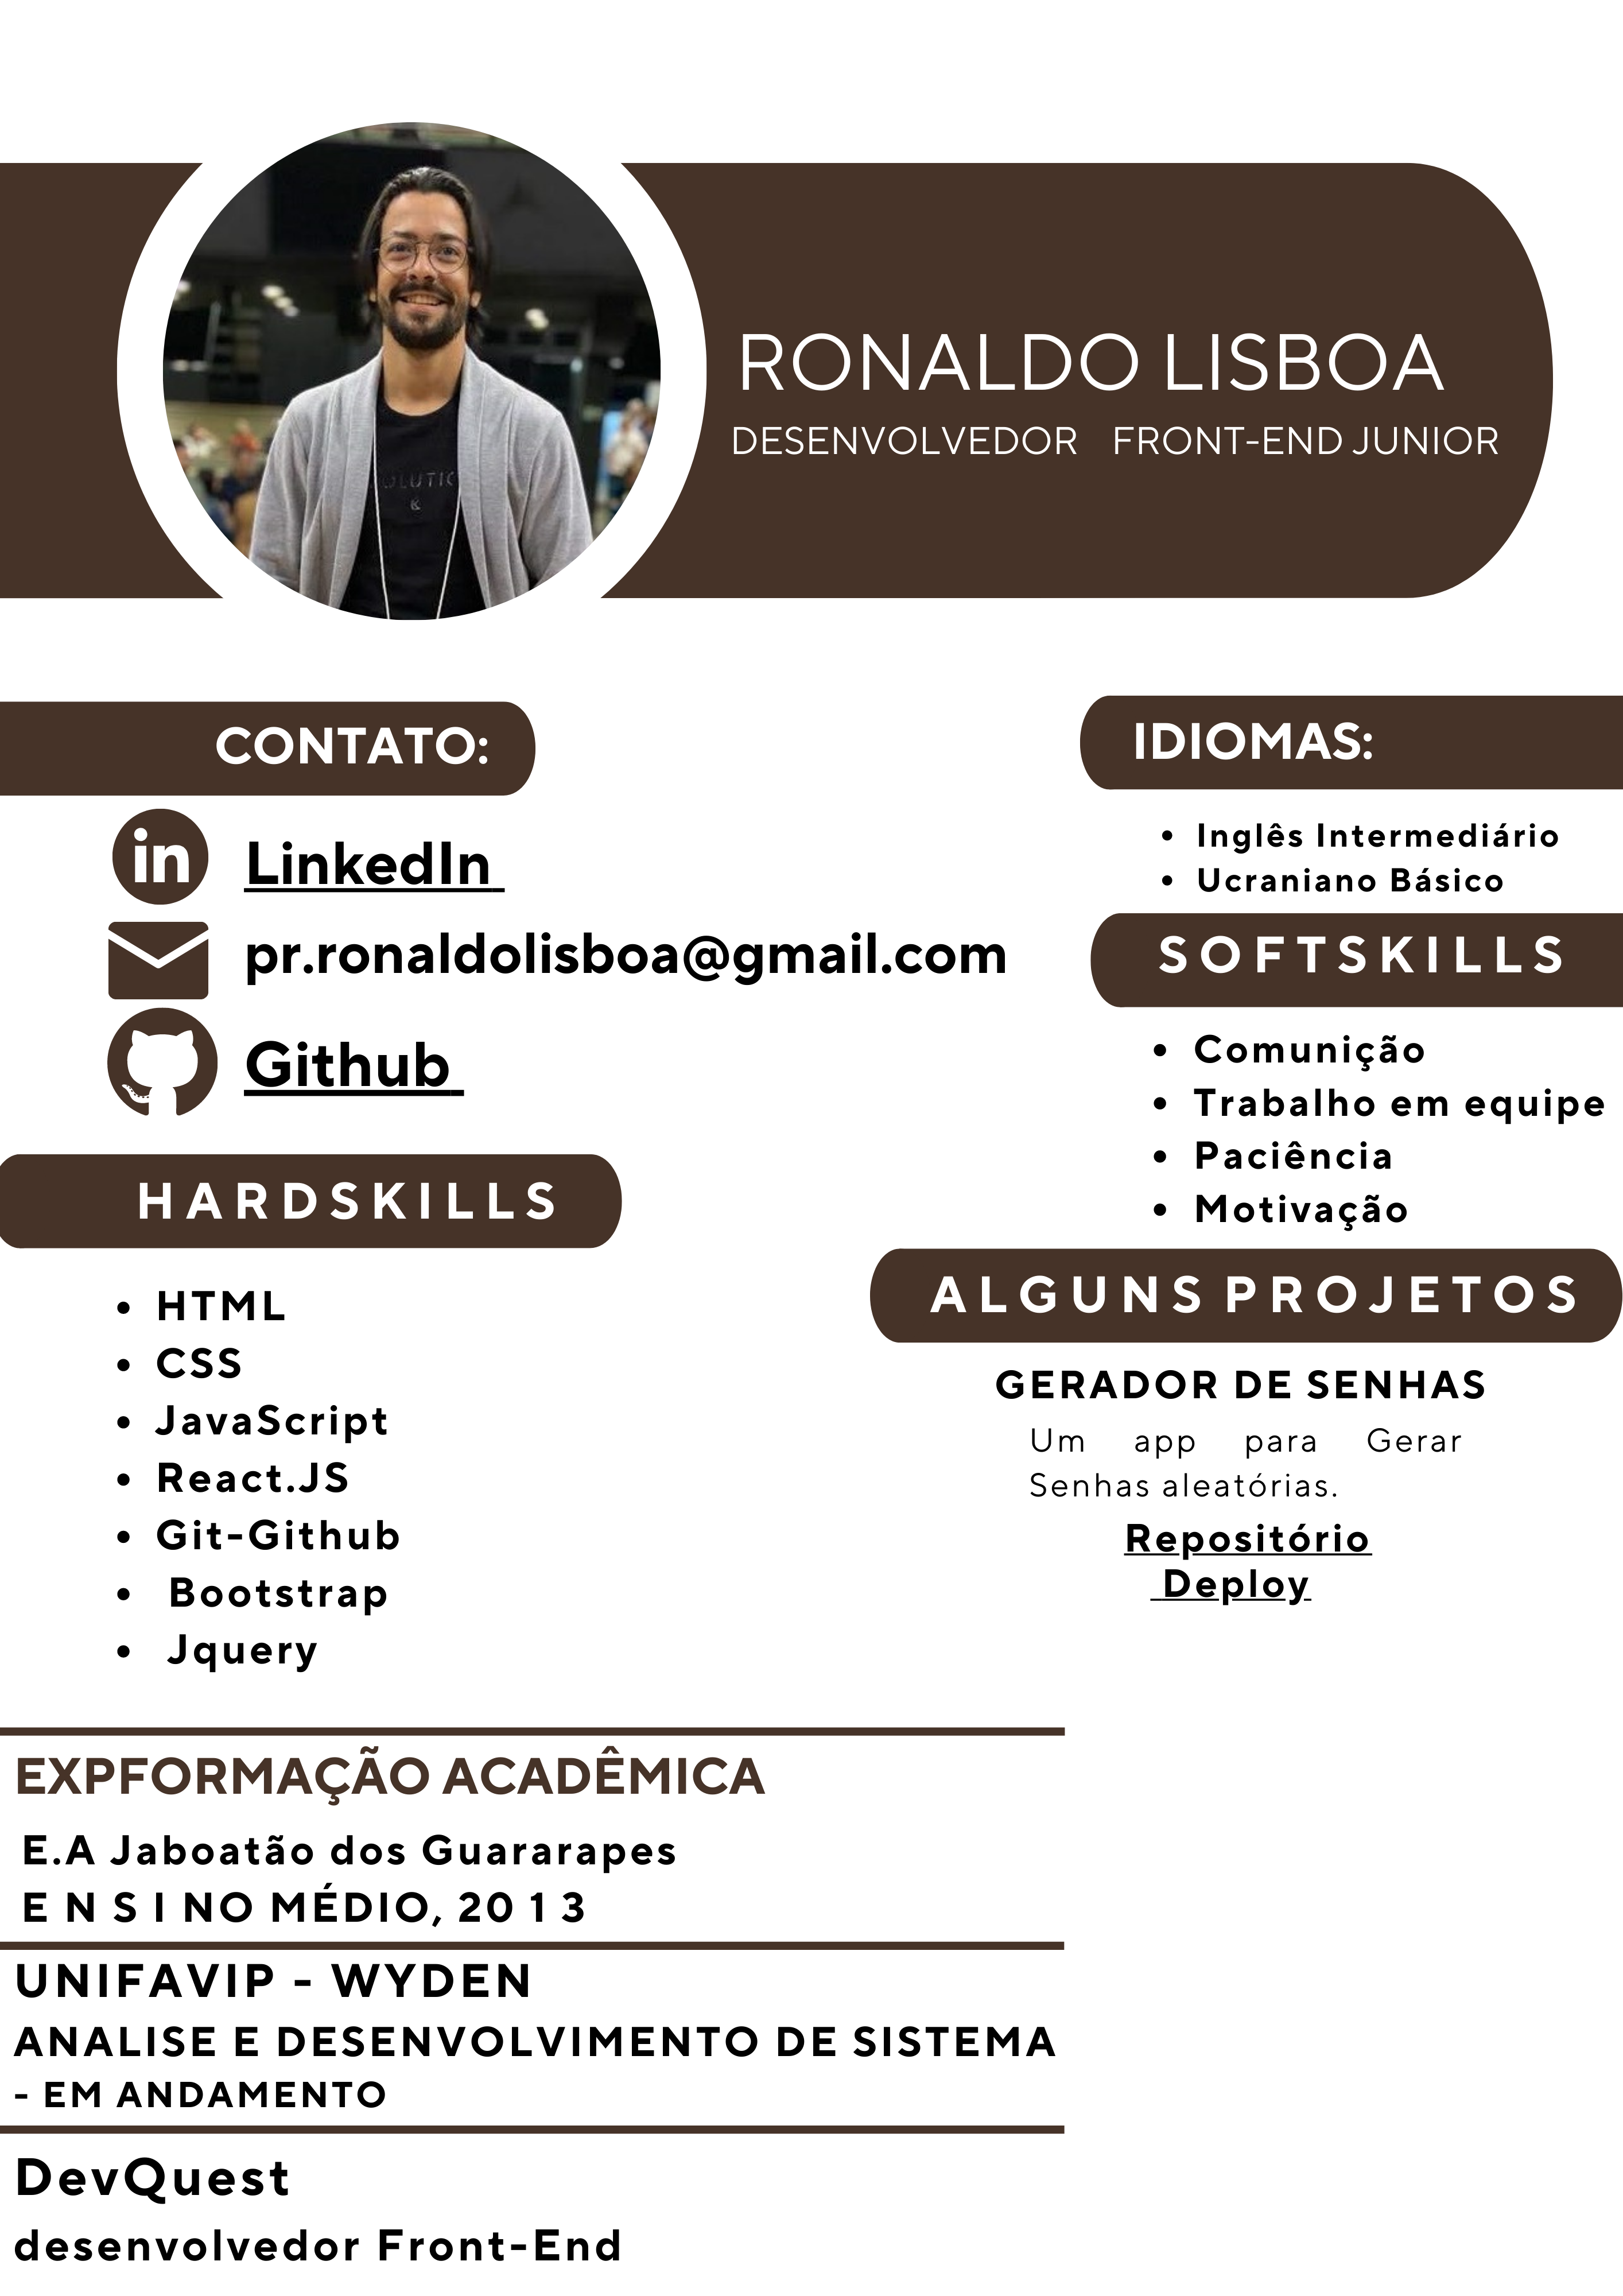 RONALDO LISBOA
DESENVOLVEDOR FRONT-END JUNIOR
CONTATO:
in
LinkedIn
pr.ronaldolisboa@gmail.com
Github
HARDSKILLS
• HTML
• CSS
• JavaScript
• React.JS
• Git-Github
• Bootstrap
• Jquery
IDIOMAS:
• Inglês Intermediário
• Ucraniano Básico
SOFTSKILLS
• Comunição
• Trabalho em equipe
• Paciência
• Motivação
ALGUNS PROJETOS
GERADOR DE SENHAS
Um app para Gerar
Senhas aleatórias.
Repositório
Deploy
EXPFORMAÇÃO ACADÊMICA
E.A Jaboatão dos Guararapes
E N S I NO MÉDIO, 20 1 3
UNIFAVIP - WYDEN
ANALISE E DESENVOLVIMENTO DE SISTEMA
- EM ANDAMENTO
DevQuest
desenvolvedor Front-End